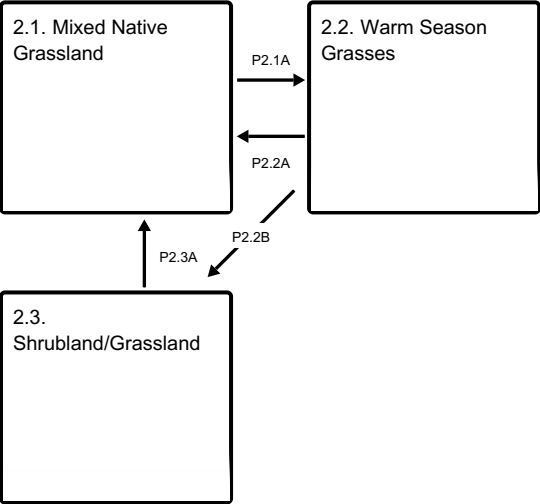 2.1. Mixed Native
Grassland
P2.1A
2.2. Warm Season
Grasses
P2.2A
P2.2B
P2.3A
2.3.
Shrubland/Grassland